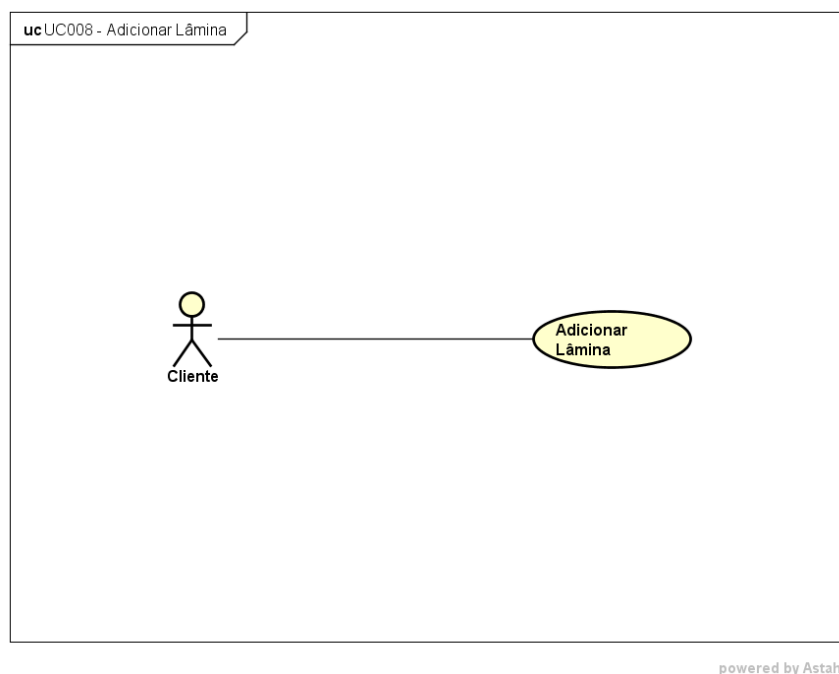 uc UC008 - Adicionar Lâmina
Adicionar
Lâmina
Cliente
powered by Astah